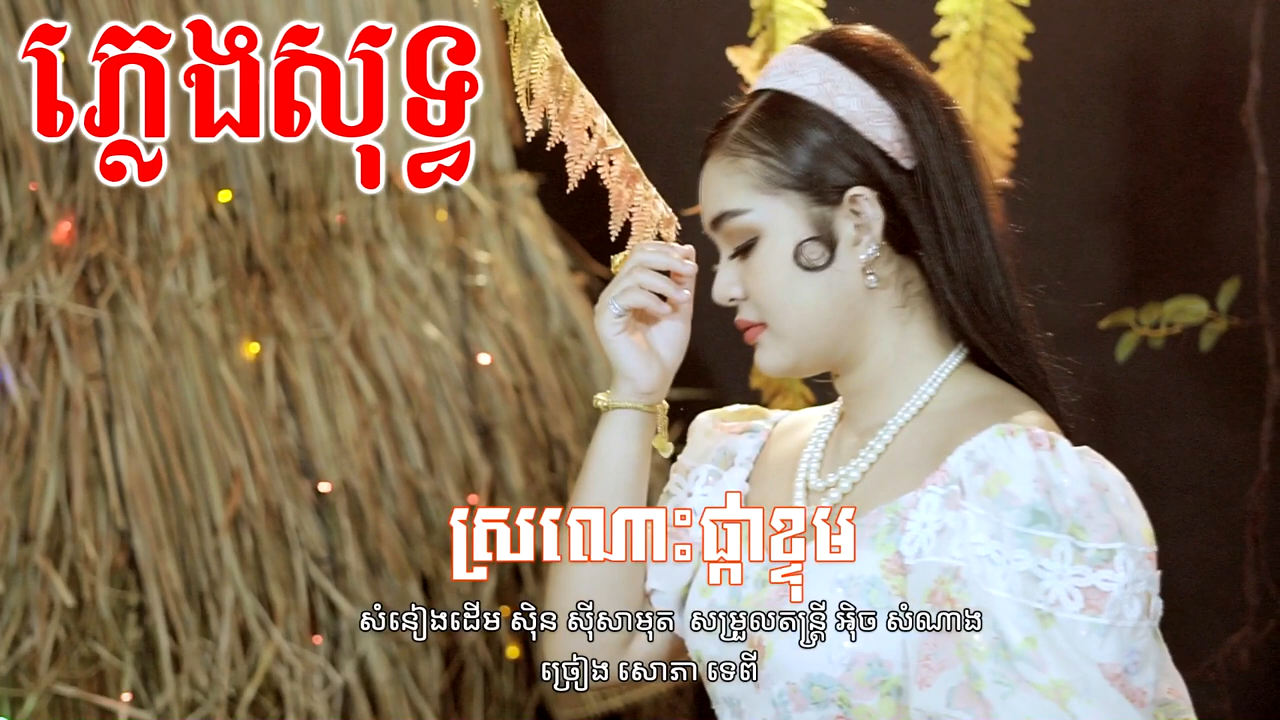 ភ្លេងសុទ្ធ
ស្រណោះផ្កាខ្ទុម
សំនៀងដើម ស៊ិន ស៊ីសាមុត សម្រួលតន្ត្រី អ៊ិច សំណាង
ច្រៀង សោភា ទេពី